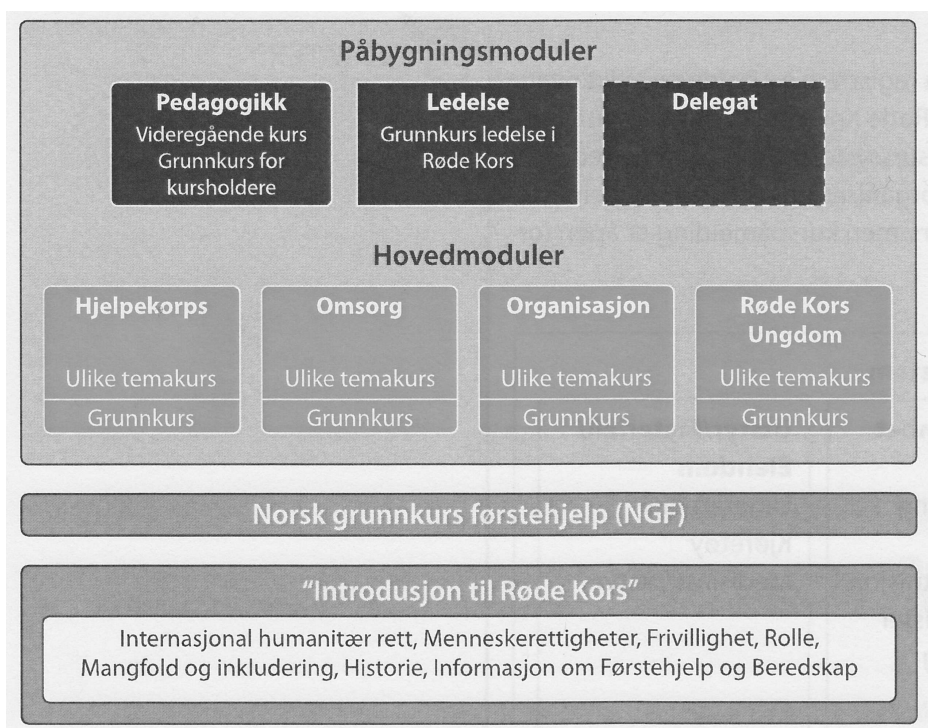 Påbygningsmoduler
Pedagogikk
Videregående kurs
Grunnkurs for
kursholdere
Ledelse
Grunnkurs ledelse i
Røde Kors
Delegat
Hovedmoduler
Hjelpekorps
Ulike temakurs
Grunnkurs
Omsorg
Ulike temakurs
Grunnkurs
Organisasjon
Ulike temakurs
Grunnkurs
Røde Kors
Ungdom
Ulike temakurs
Grunnkurs
Norsk grunnkurs førstehjelp (NGF)
“Introdusjon til Røde Kors”
Internasjonal humanitær rett, Menneskerettigheter, Frivillighet, Rolle,
Mangfold og inkludering, Historie, Informasjon om Førstehjelp og Beredskap